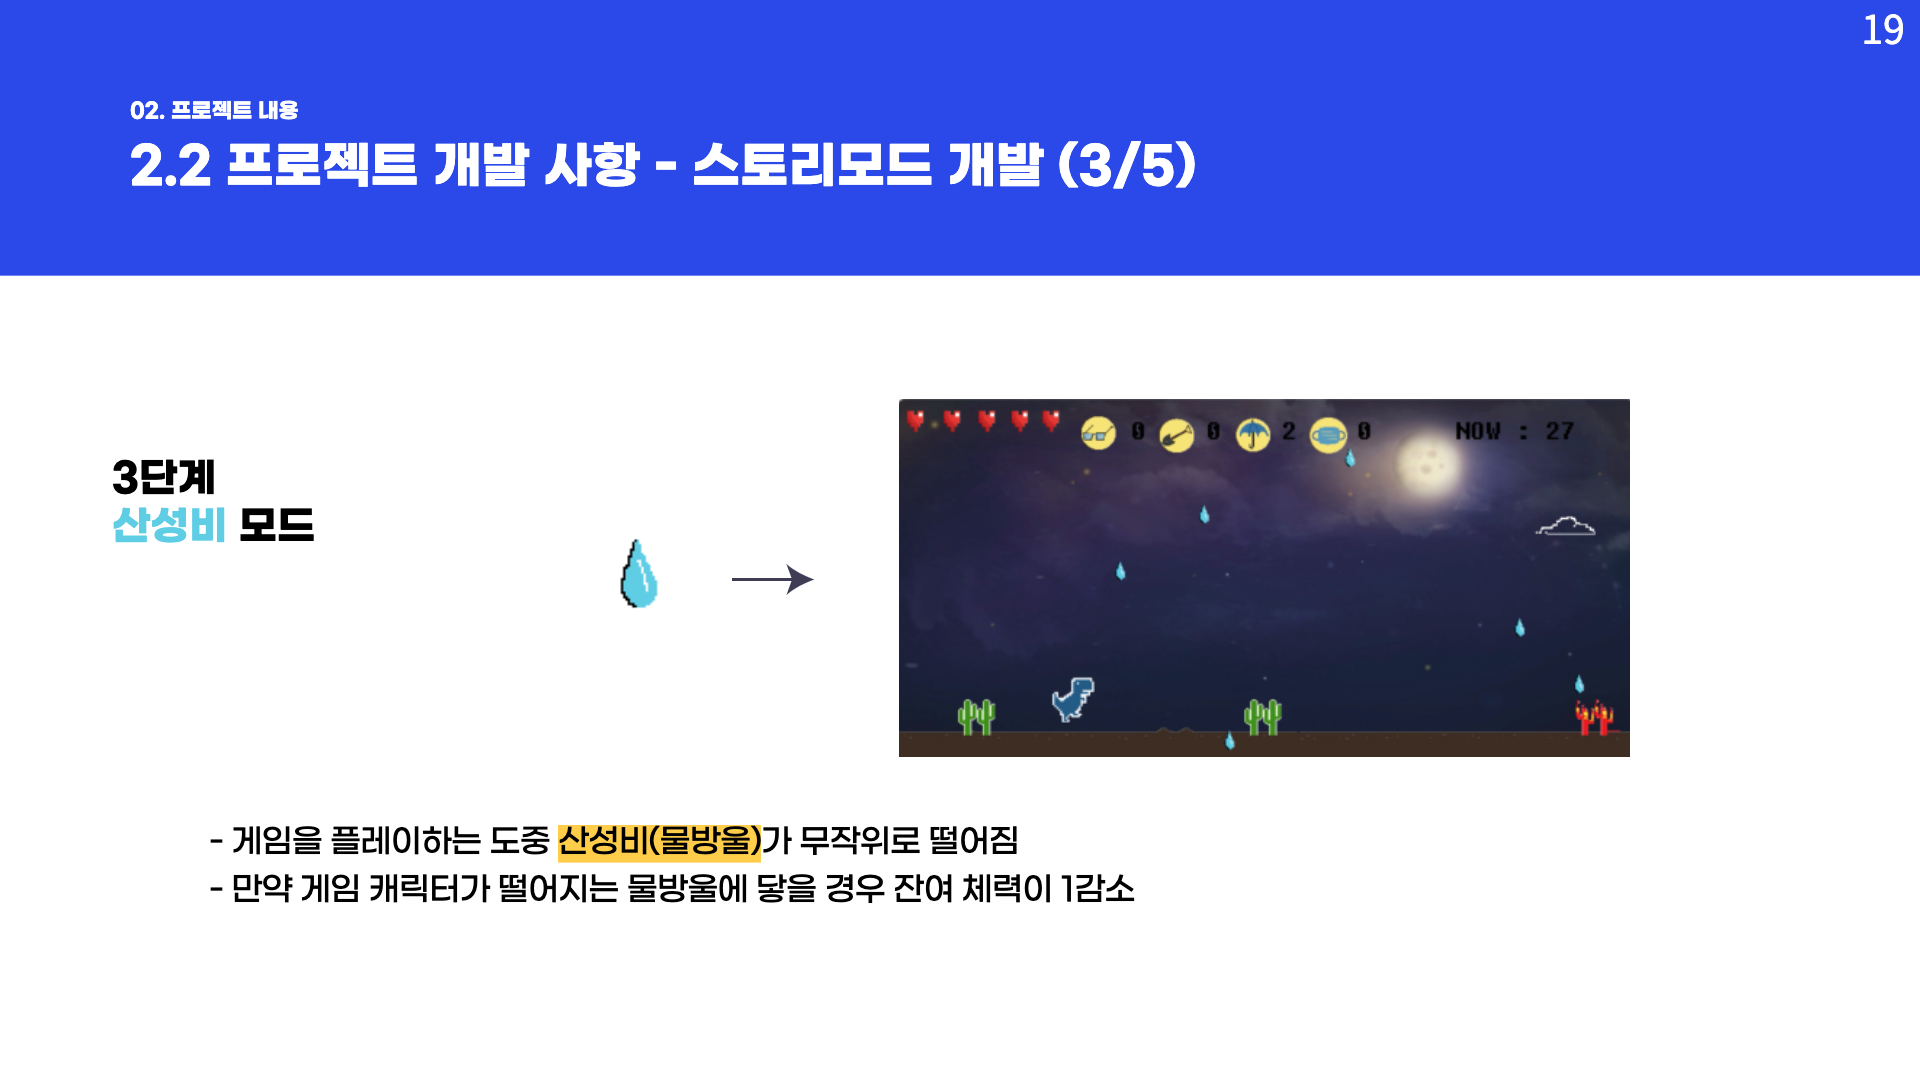 19
02. 프로젝트 내용
2.2 프로젝트 개발 사항 - 스토리모드 개발 (3/5)
0 0 2 0 NOW : 27
3단계
산성비 모드
- 게임을 플레이하는 도중 산성비(물방울)가 무작위로 떨어짐
- 만약 게임 캐릭터가 떨어지는 물방울에 닿을 경우 잔여 체력이 1감소